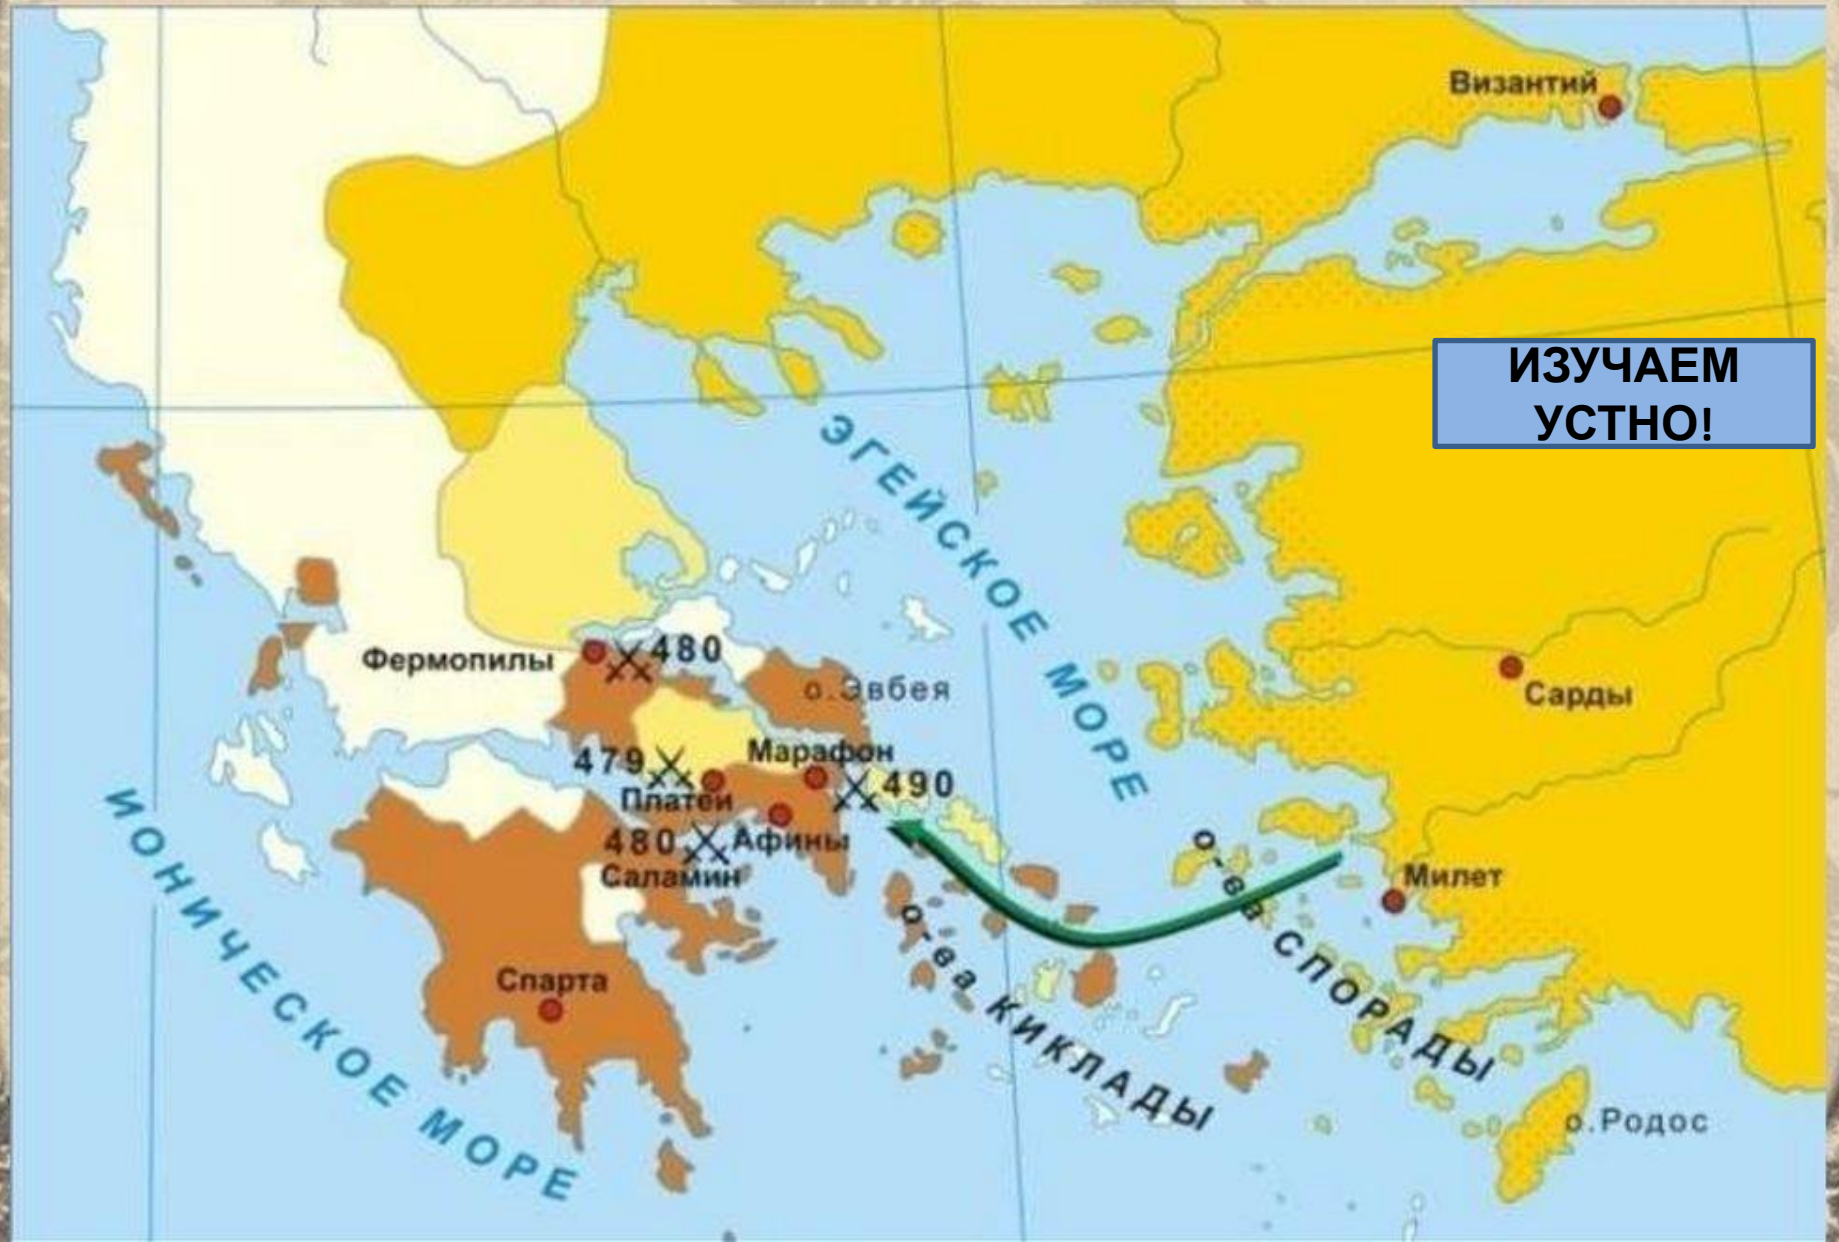 Византий
ИЗУЧАЕМ
УСТНО!
ЭГЕЙСКОЕ МОРЕ
Фермопилы
480
о.Эвбея
Сарды
479
Марафон
490
Платеи
480
Афины
Саламин
Милет
о-ва СПОРАДЫ
о-ва КИКЛАДЫ
ИОНИЧЕСКОЕ МОРЕ
Спарта
о.Родос